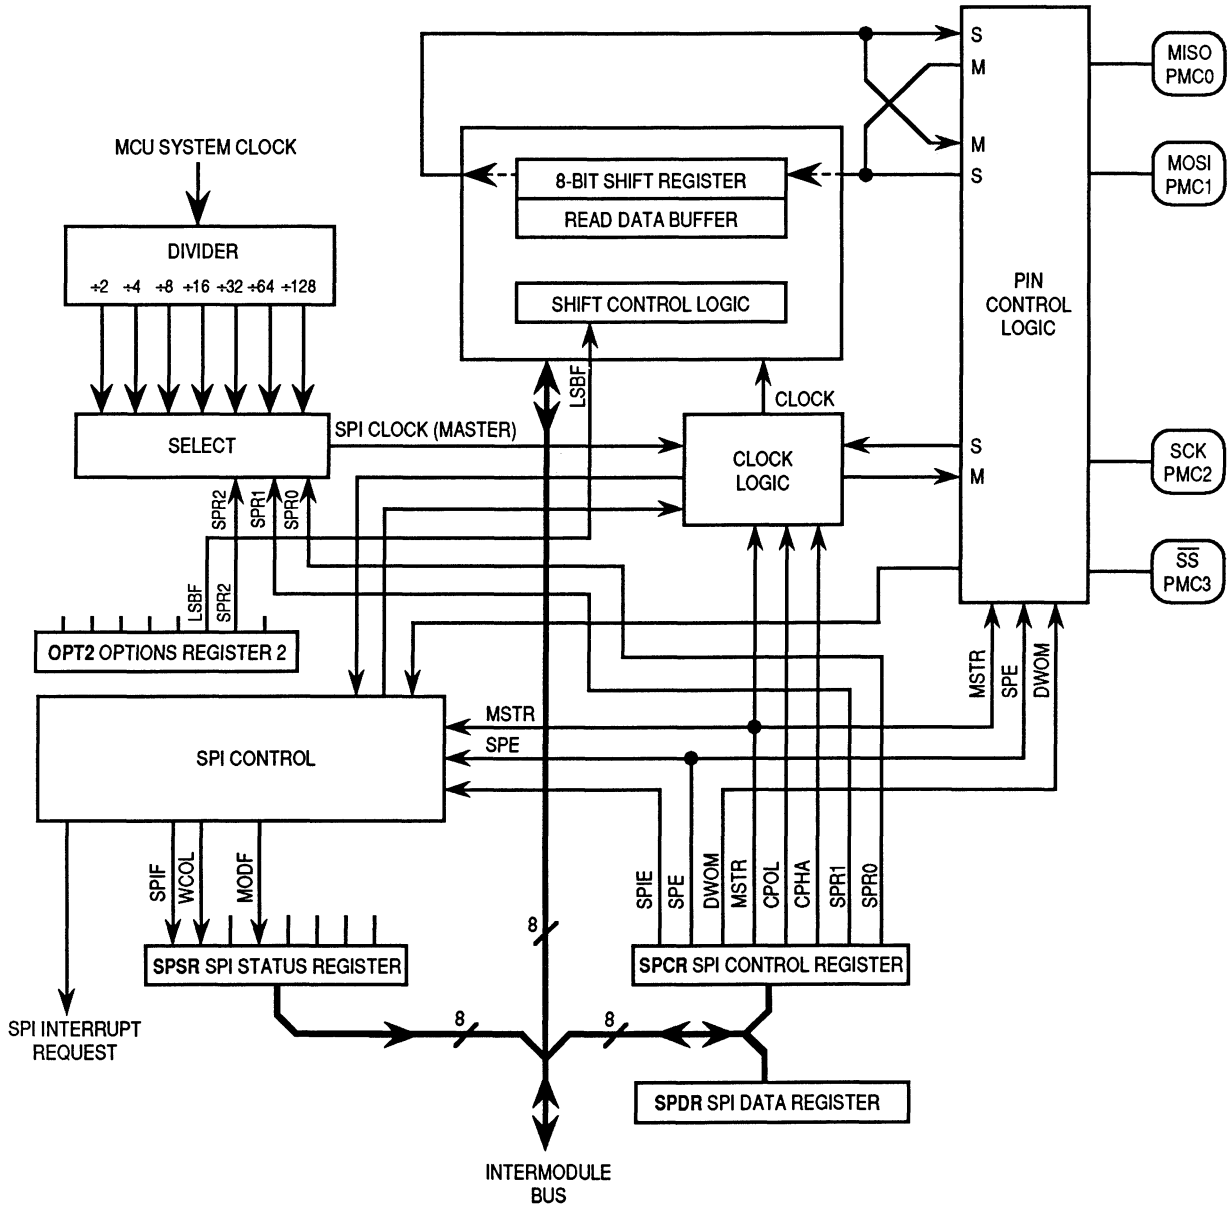 S
MISO
PMC0
M
MCU SYSTEM CLOCK
M
MOSI
PMC1
S
8-BIT SHIFT REGISTER
READ DATA BUFFER
DIVIDER
÷2 ÷4 ÷8 ÷16 ÷32 ÷64 ÷128
SHIFT CONTROL LOGIC
PIN
CONTROL
LOGIC
LSBF
CLOCK
SPI CLOCK (MASTER)
SELECT
CLOCK
LOGIC
S
M
SCK
PMC2
SPR2
SPR1
SPR0
SS
PMC3
LSBF
SPR2
OPT2 OPTIONS REGISTER 2
MSTR
SPE
DWOM
MSTR
SPE
SPI CONTROL
SPIF
WCOL
MODF
SPIE
SPE
DWOM
MSTR
CPOL
CPHA
SPR1
SPR0
8
SPSR SPI STATUS REGISTER
SPCR SPI CONTROL REGISTER
8
8
SPI INTERRUPT
REQUEST
SPDR SPI DATA REGISTER
INTERMODULE
BUS